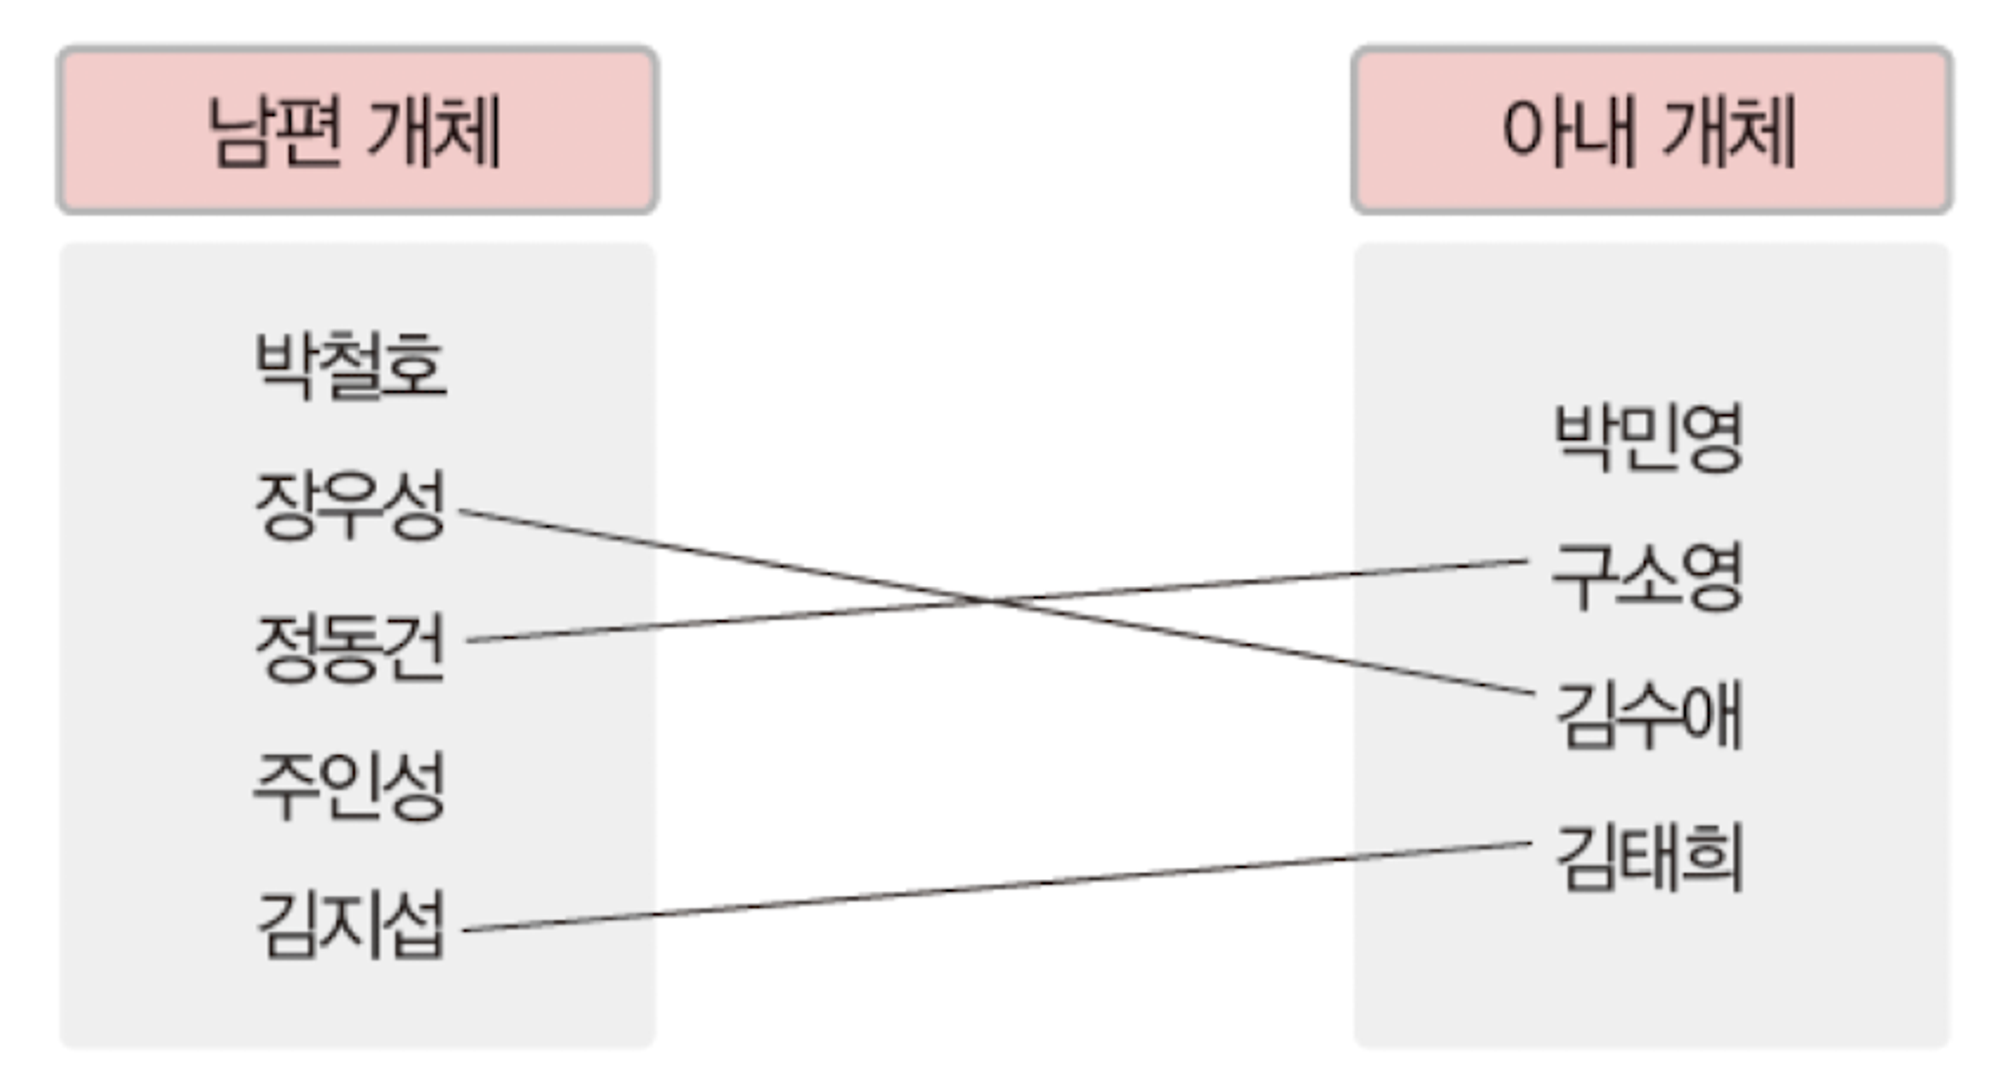 남편 개체
박철호
장우성
정동건
주인성
김지섭
아내 개체
박민영
구소영
김수애
김태희